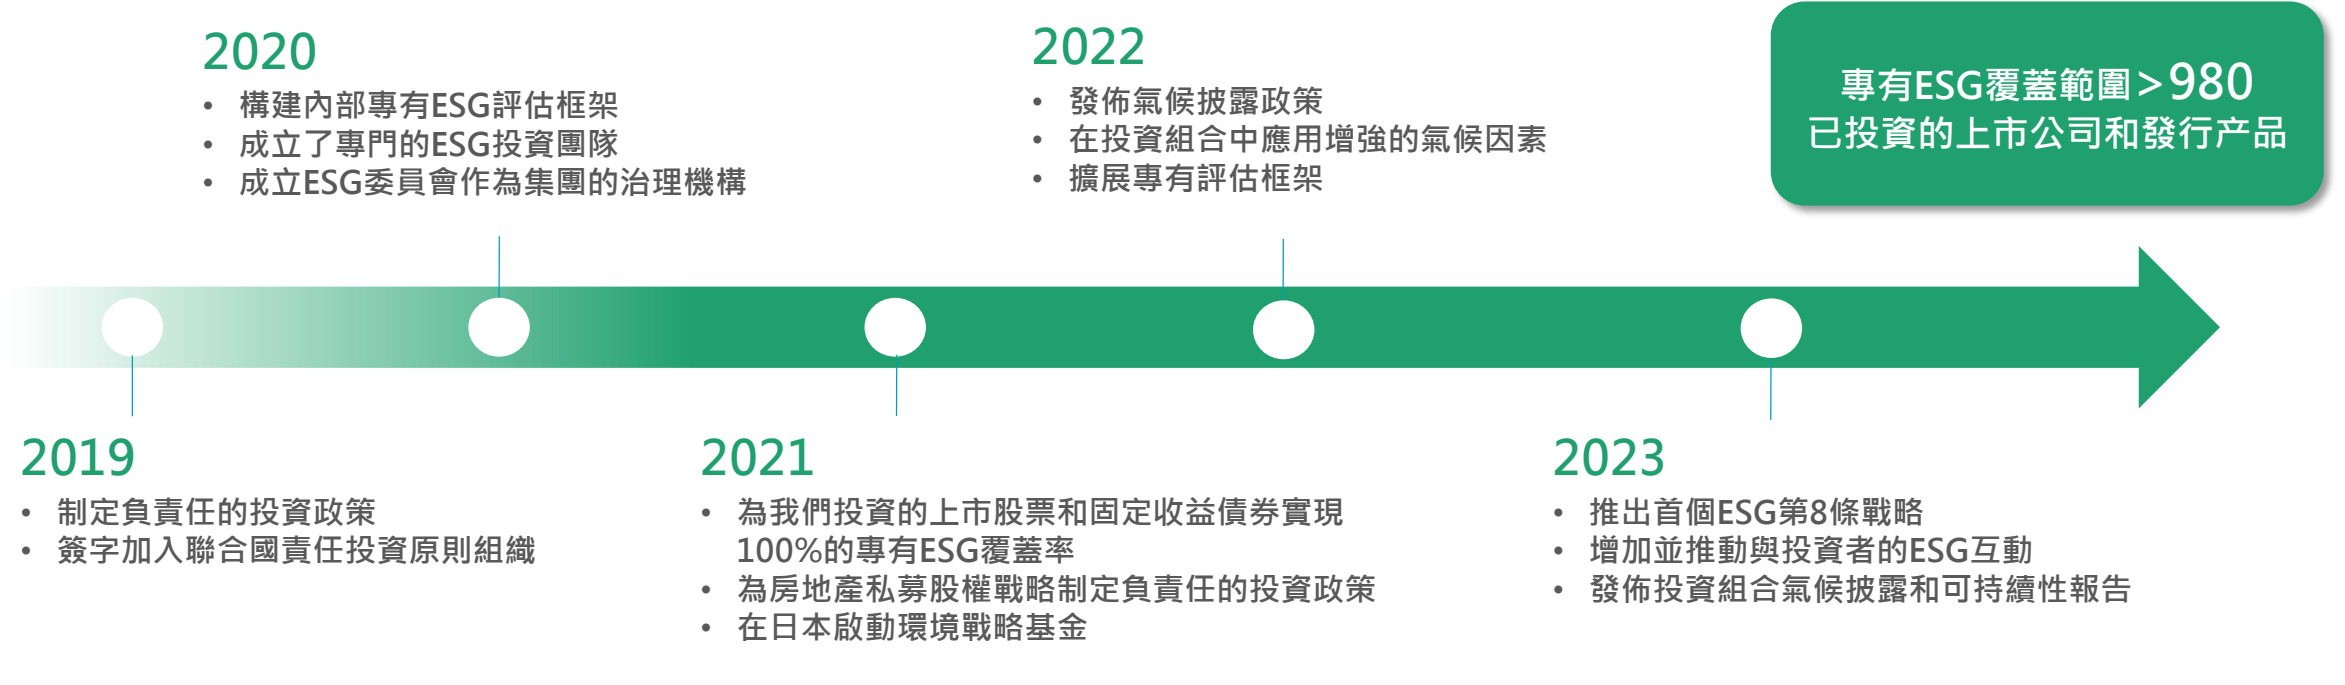 2020
• 構建內部專有ESG評估框架
• 成立了專門的ESG投資團隊
• 成立ESG委員會作為集團的治理機構
2022
• 發佈氣候披露政策
• 在投資組合中應用增強的氣候因素
• 擴展專有評估框架
專有ESG覆蓋範圍>980
已投資的上市公司和發行产品
2019
• 制定負責任的投資政策
• 簽字加入聯合國責任投資原則組織
2021
• 為我們投資的上市股票和固定收益債券實現
100%的專有ESG覆蓋率
• 為房地產私募股權戰略制定負責任的投資政策
• 在日本啟動環境戰略基金
2023
• 推出首個ESG第8條戰略
• 增加並推動與投資者的ESG互動
• 發佈投資組合氣候披露和可持續性報告